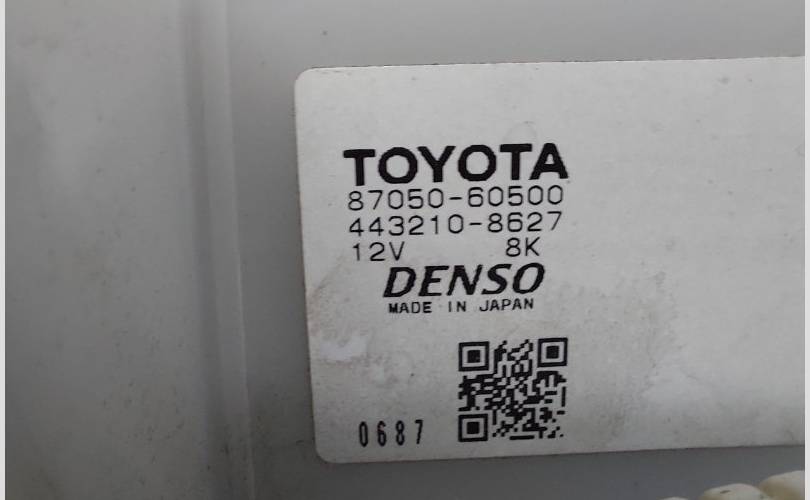 TOYOTA
87050-60500
443210-8627
12V 8K
DENSO
MADE IN JAPAN
0687